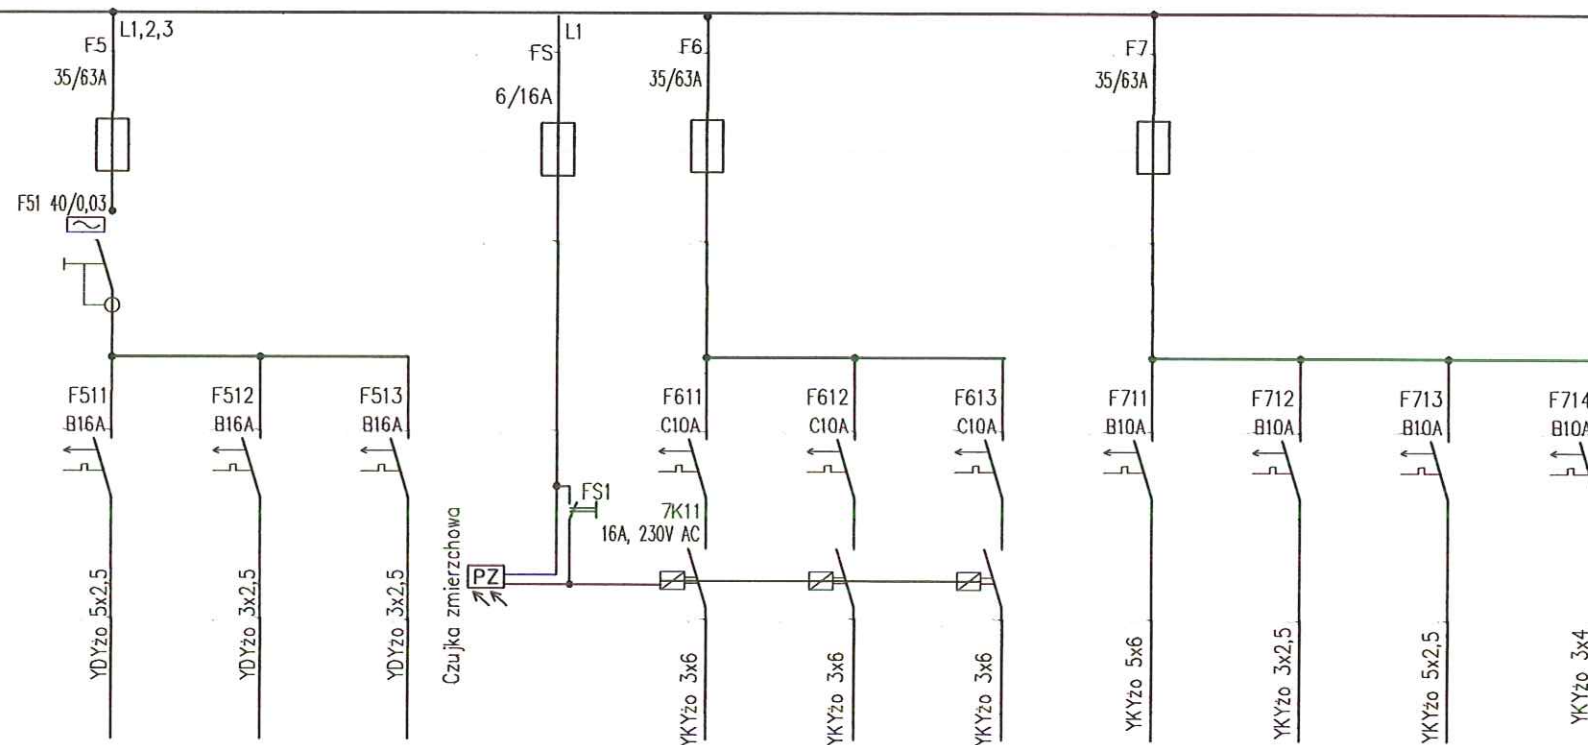 L1,2,3
F5
35/63A
F51 40/0,03
F511
B16A
F512
B16A
F513
B16A
YDYżo 5x2,5
YDYżo 3x2,5
YDYżo 3x2,5
L1
FS
6/16A
FS1
Czujka zmierzchowa
PZ
F6
35/63A
F611
C10A
F612
C10A
F613
C10A
7K11
16A, 230V AC
YKYżo 3x6
YKYżo 3x6
YKYżo 3x6
F7
35/63A
F711
B10A
F712
B10A
F713
B10A
F714
B10A
YKYżo 5x6
YKYżo 3x2,5
YKYżo 5x2,5
YKYżo 3x4